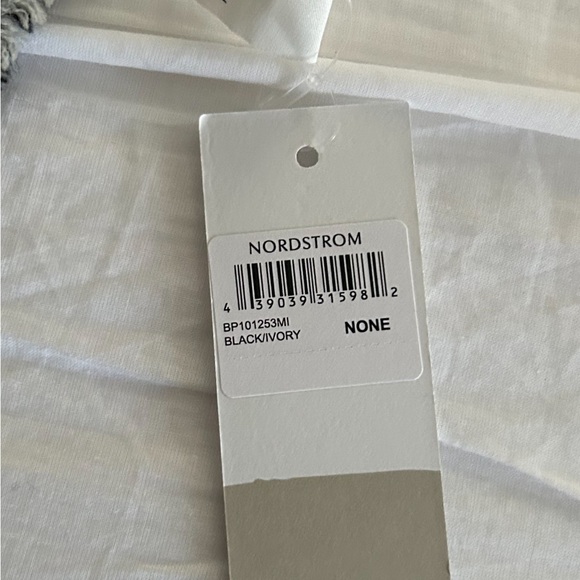 NORDSTROM
4 39039 31598 2
BP101253MI
BLACK/IVORY NONE